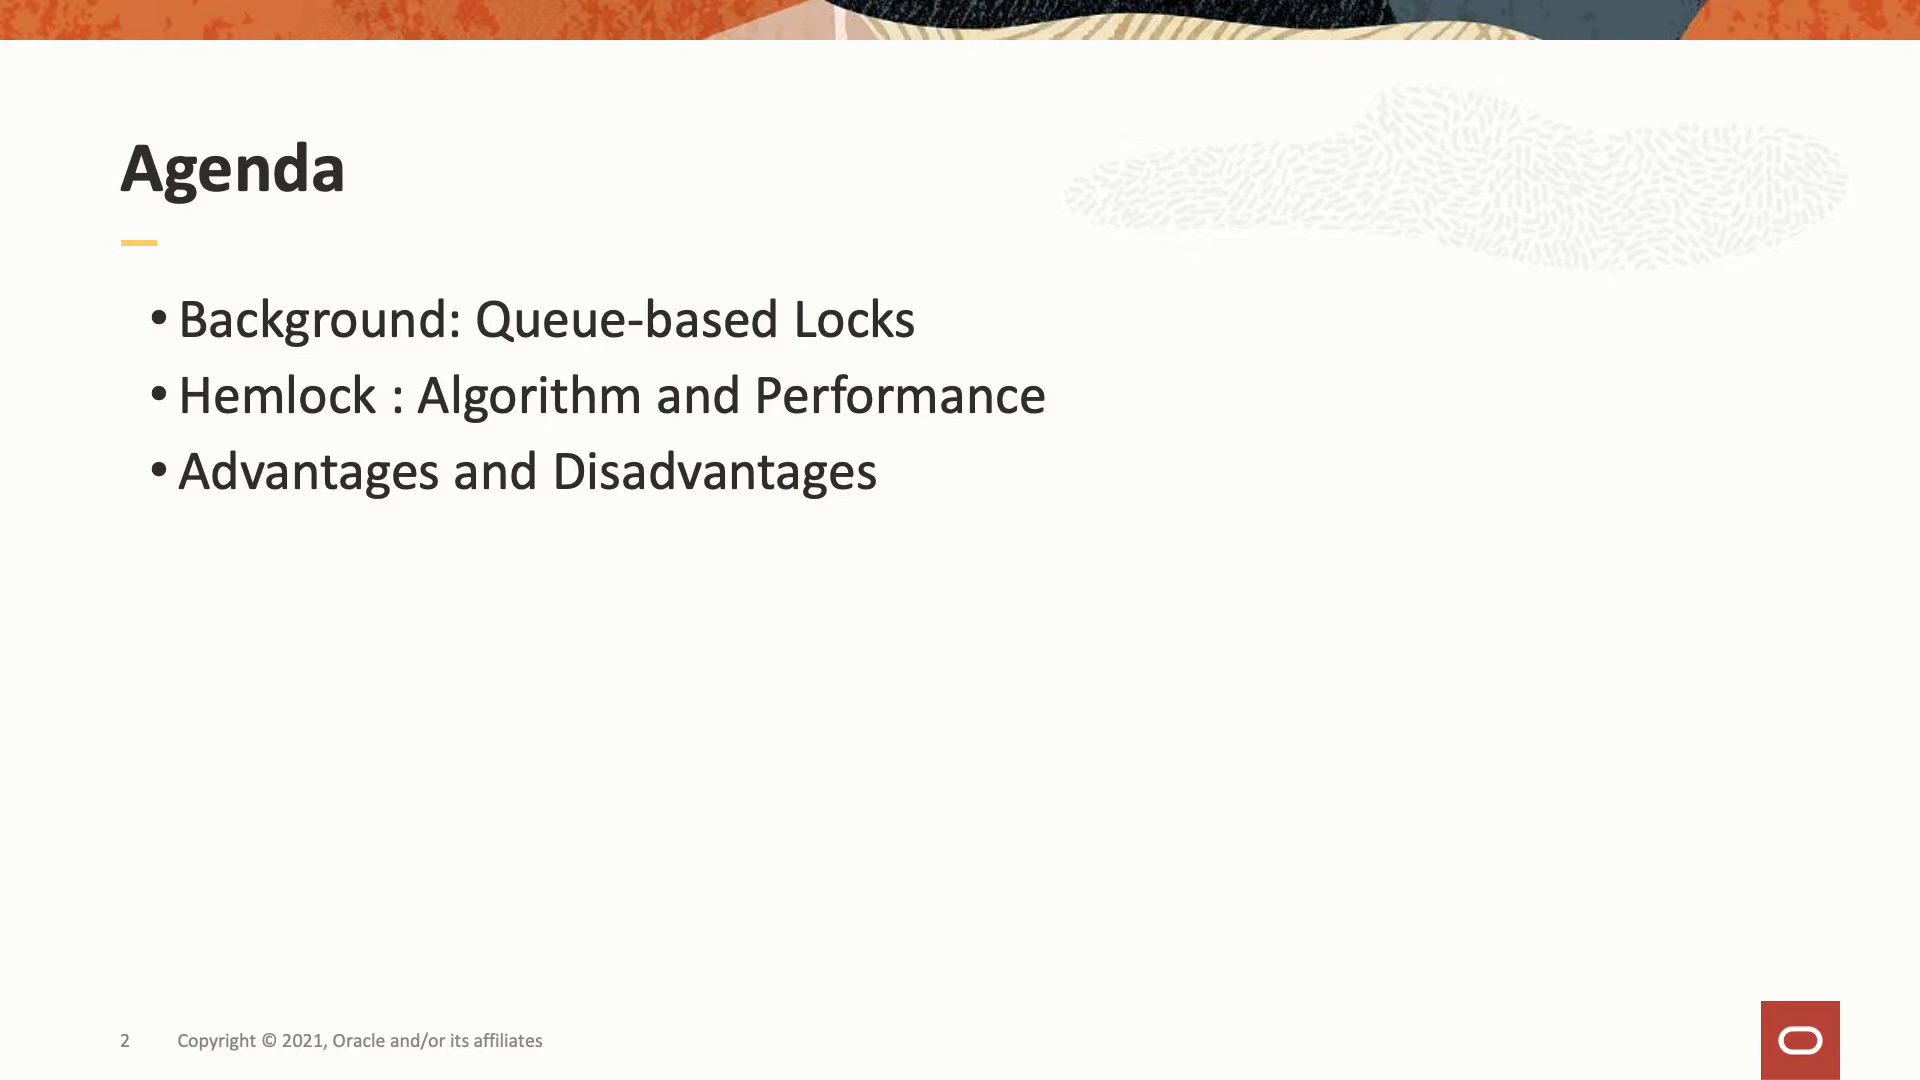 Agenda
• Background: Queue-based Locks
• Hemlock : Algorithm and Performance
• Advantages and Disadvantages
2 Copyright © 2021, Oracle and/or its affiliates